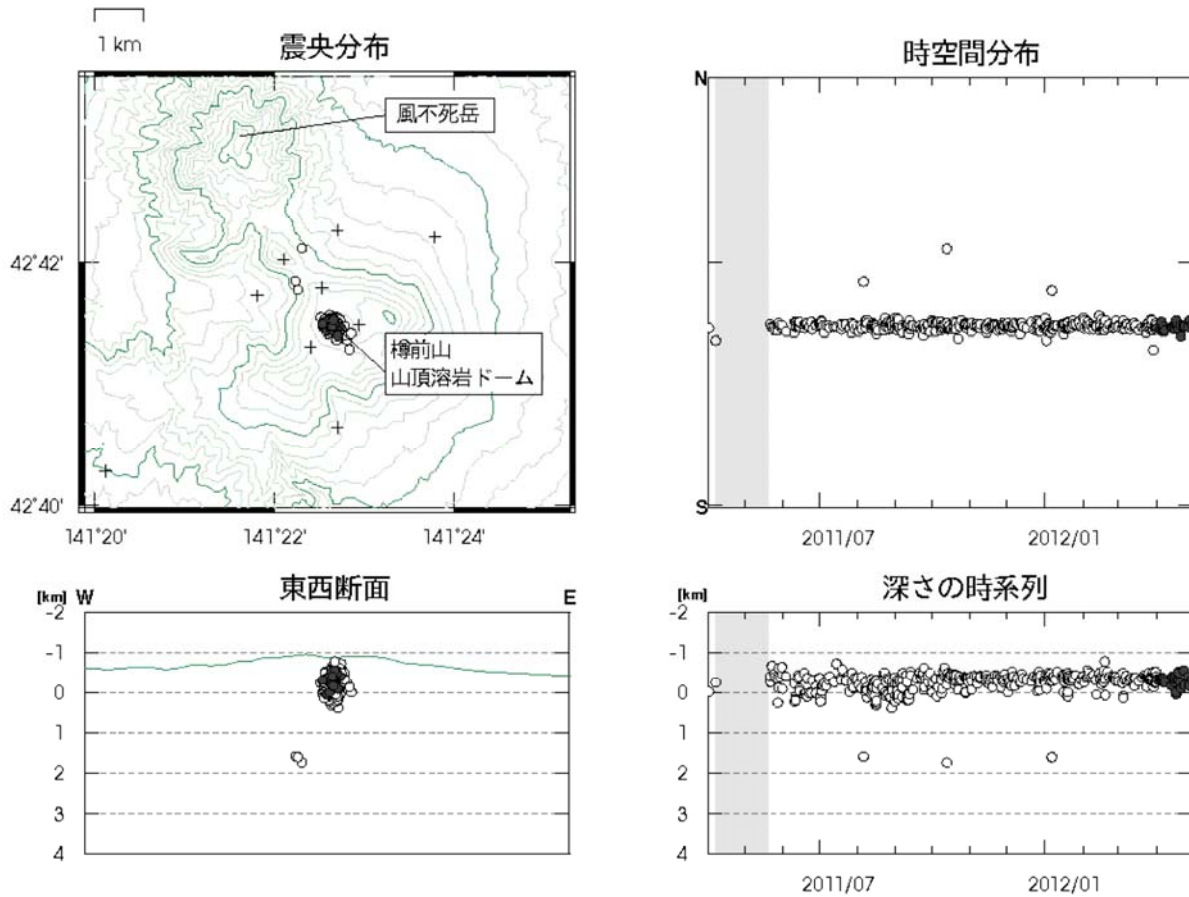 1 km
震央分布
風不死岳
42˚42'
樽前山
山頂溶岩ドーム
42˚40'
141˚20'
141˚22'
141˚24'
時空間分布
N
S
2011/07
2012/01
東西断面
[km] W
E
-2
-1
0
1
2
3
4
深さの時系列
[km]
-2
-1
0
1
2
3
4
2011/07
2012/01